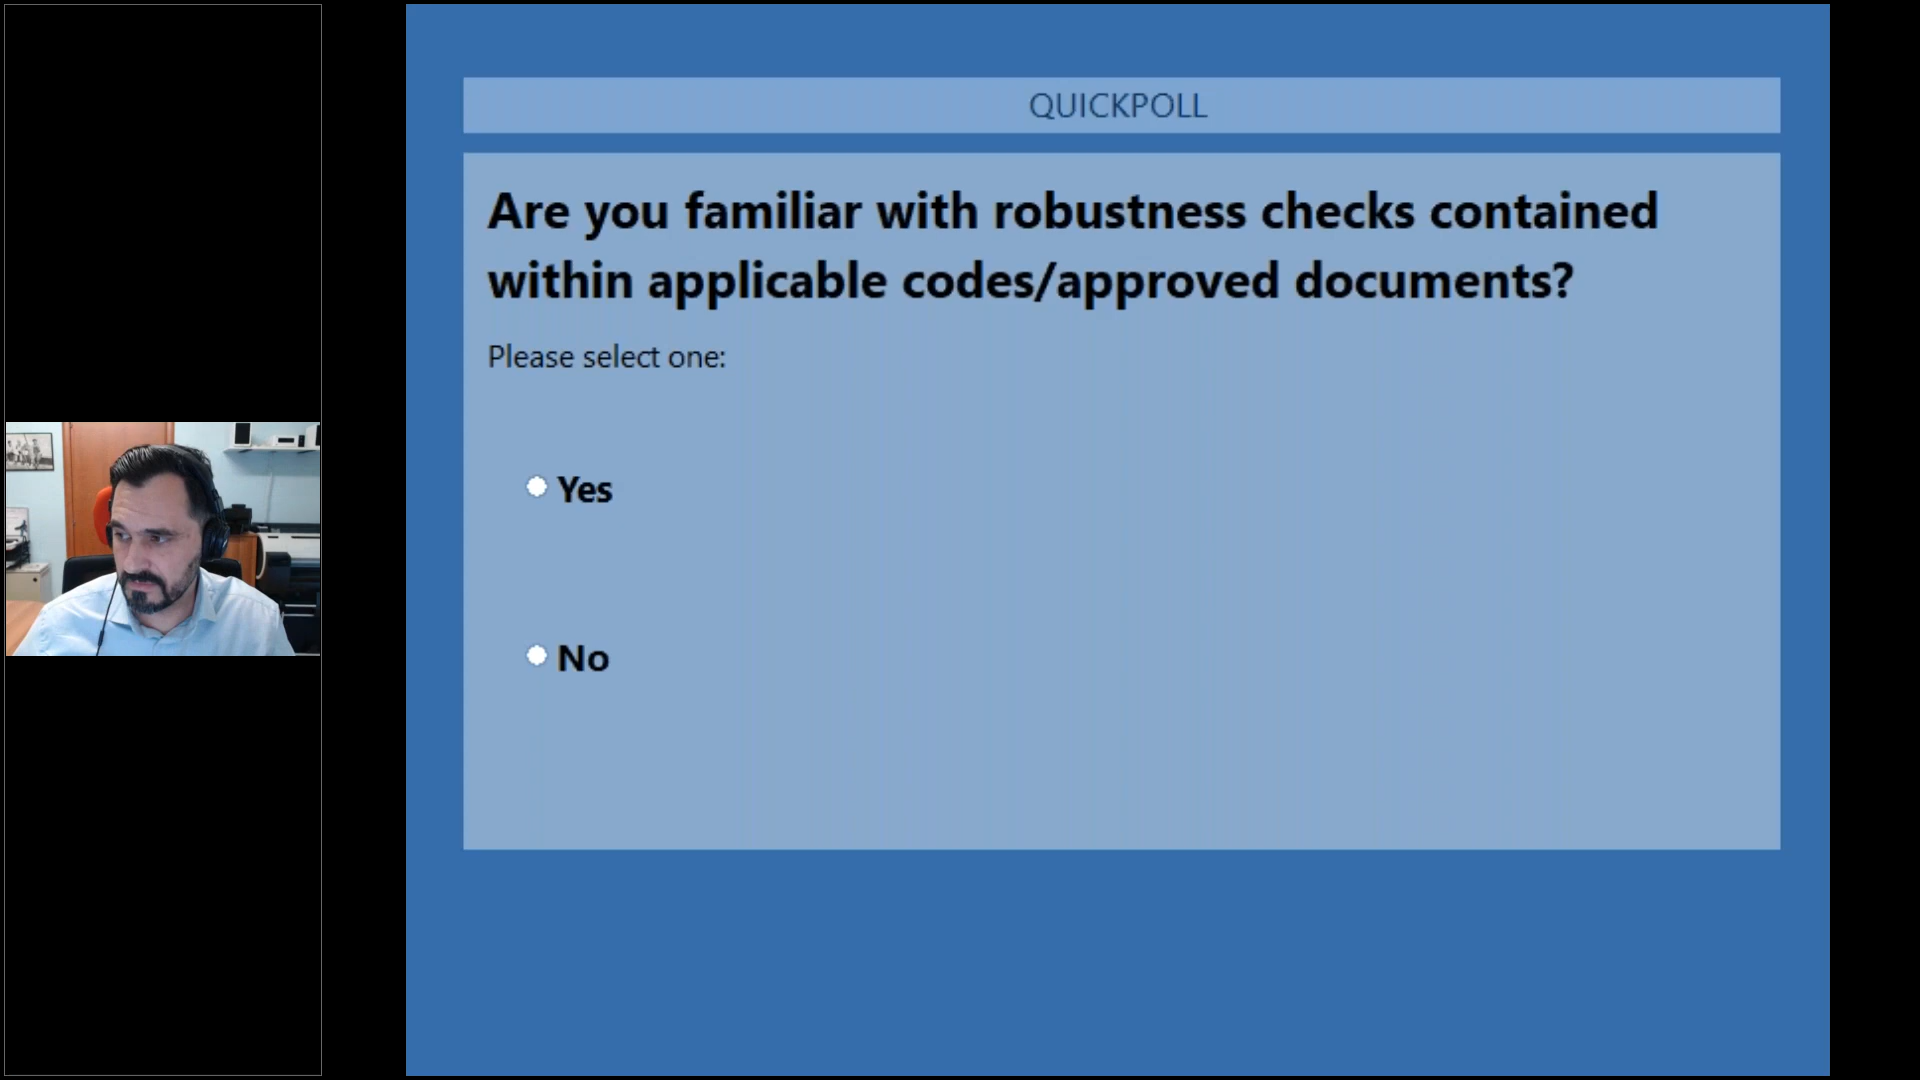 QUICKPOLL
Are you familiar with robustness checks contained
within applicable codes/approved documents?
Please select one:
Yes
No